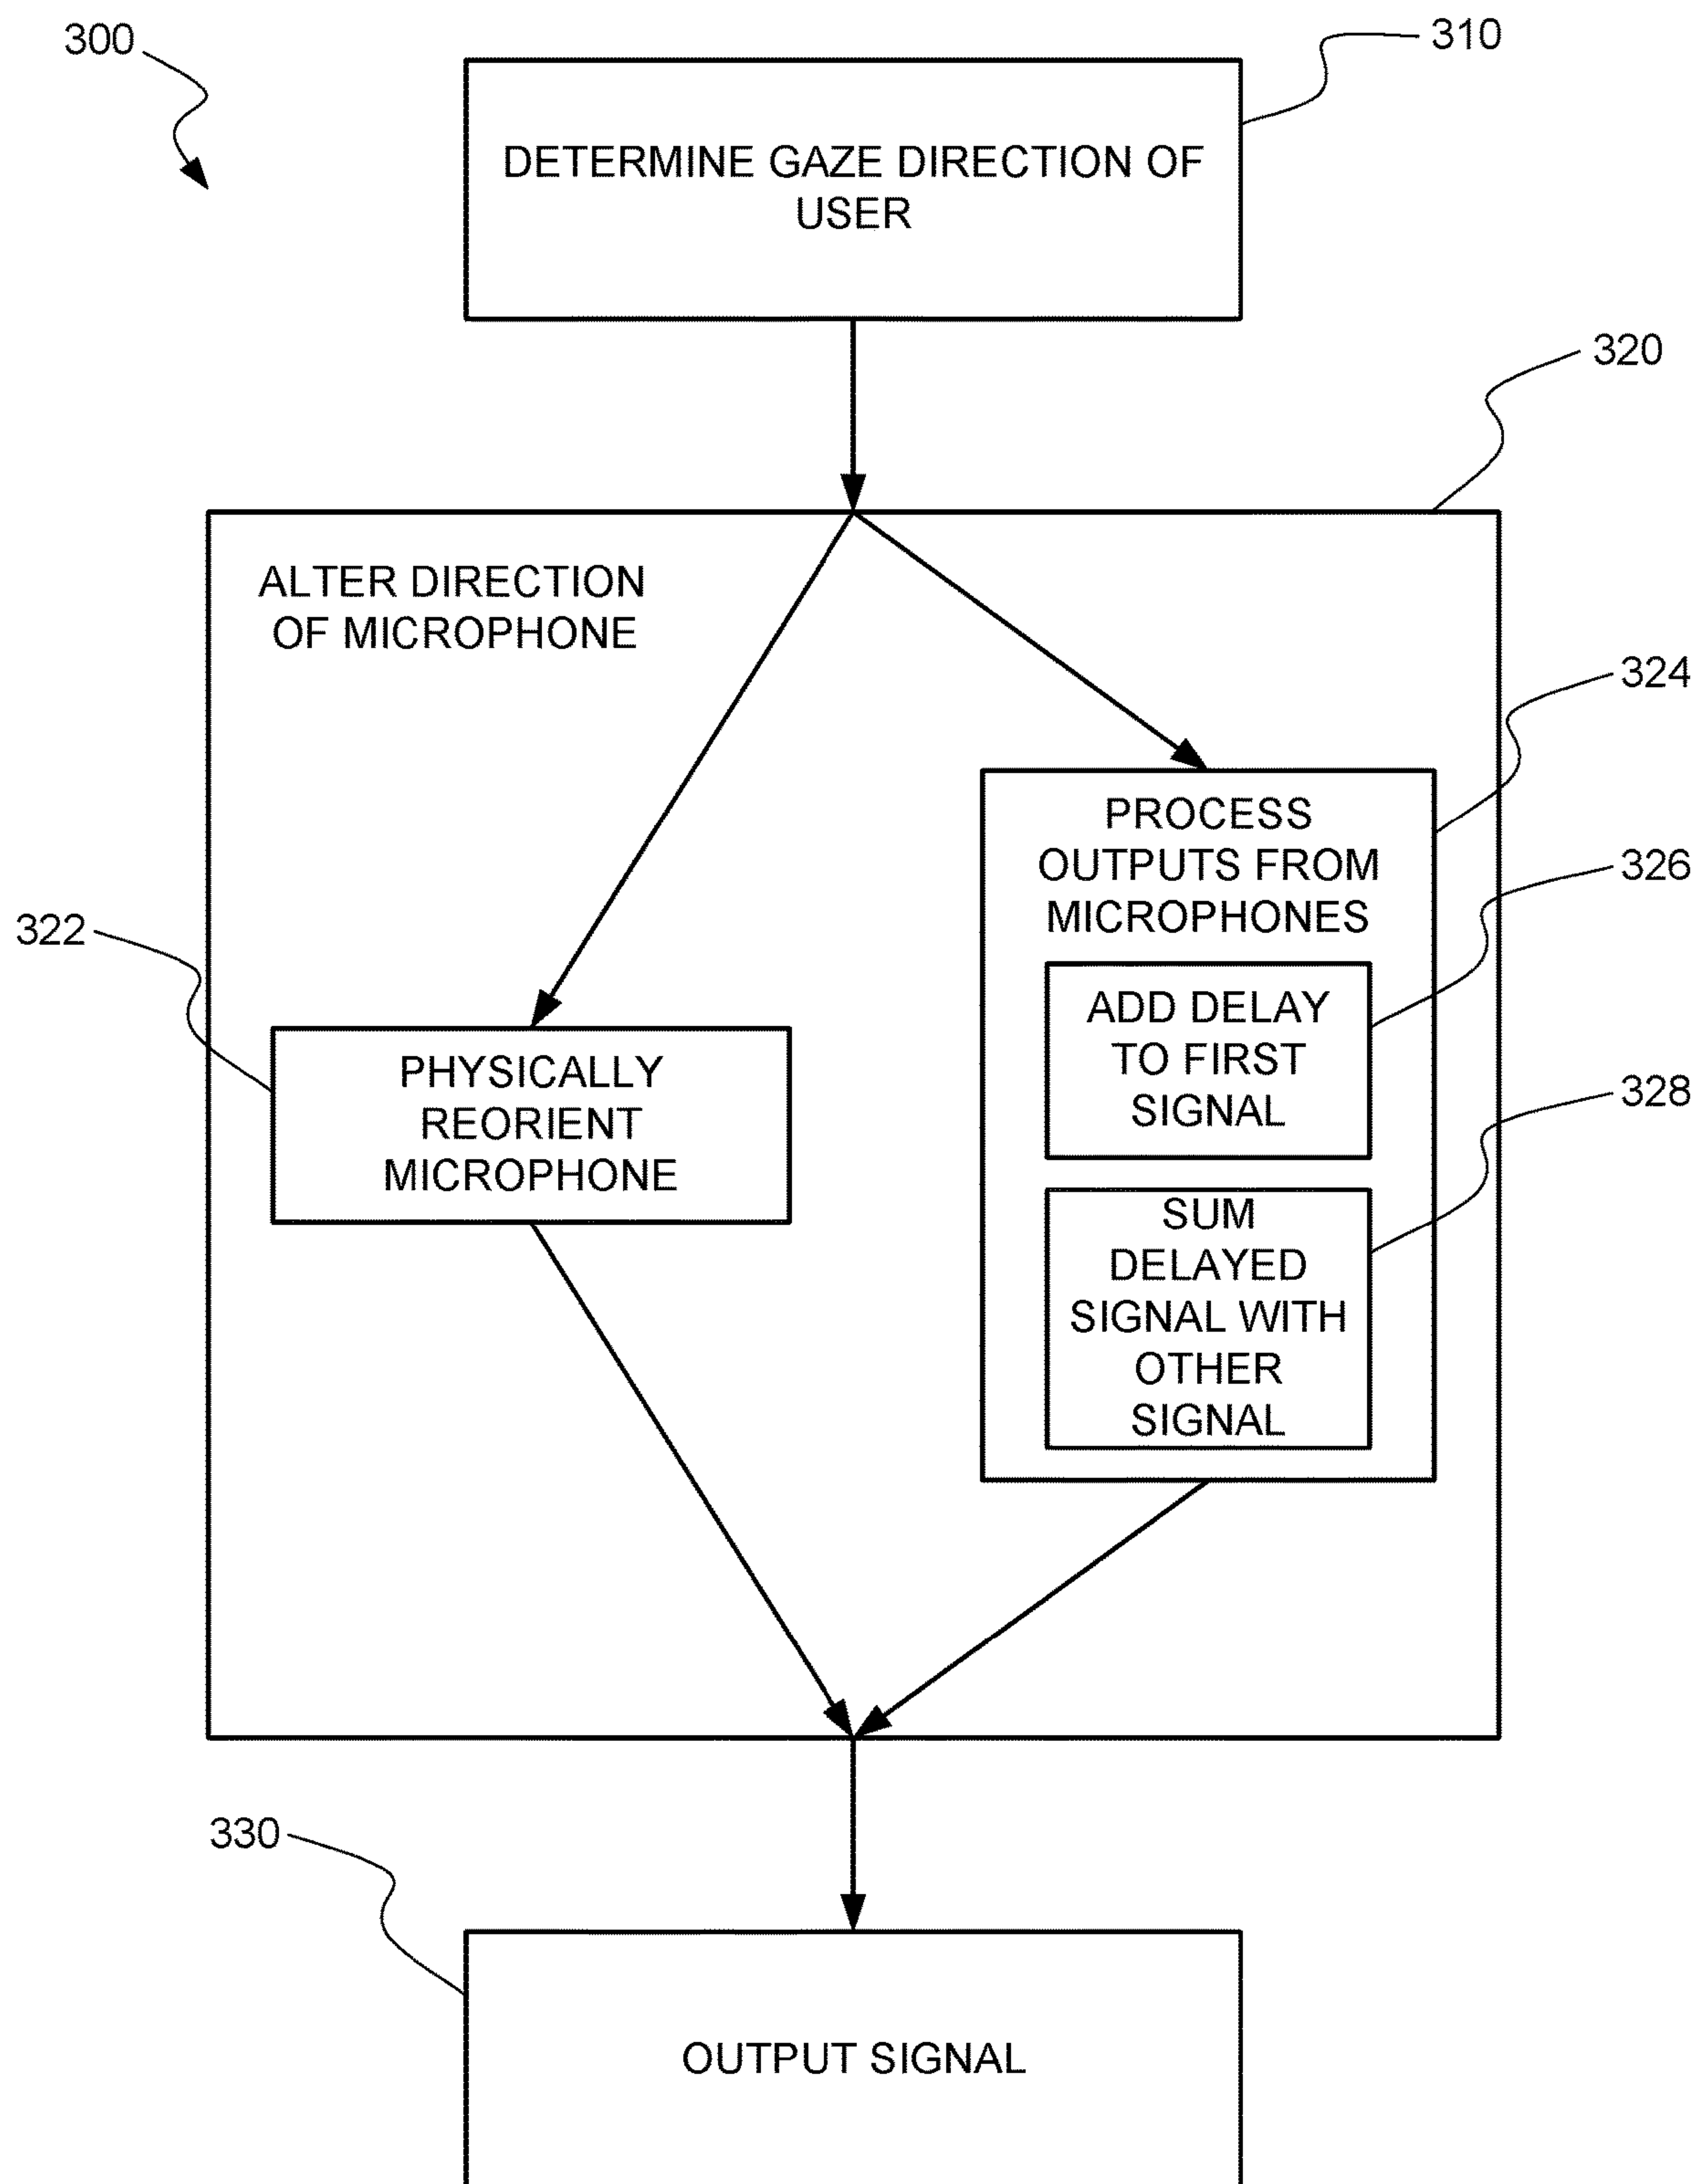 300
310
DETERMINE GAZE DIRECTION OF
USER
320
ALTER DIRECTION
OF MICROPHONE
324
PROCESS
OUTPUTS FROM
MICROPHONES
326
322
ADD DELAY
TO FIRST
SIGNAL
PHYSICALLY
REORIENT
MICROPHONE
328
SUM
DELAYED
SIGNAL WITH
OTHER
SIGNAL
330
OUTPUT SIGNAL